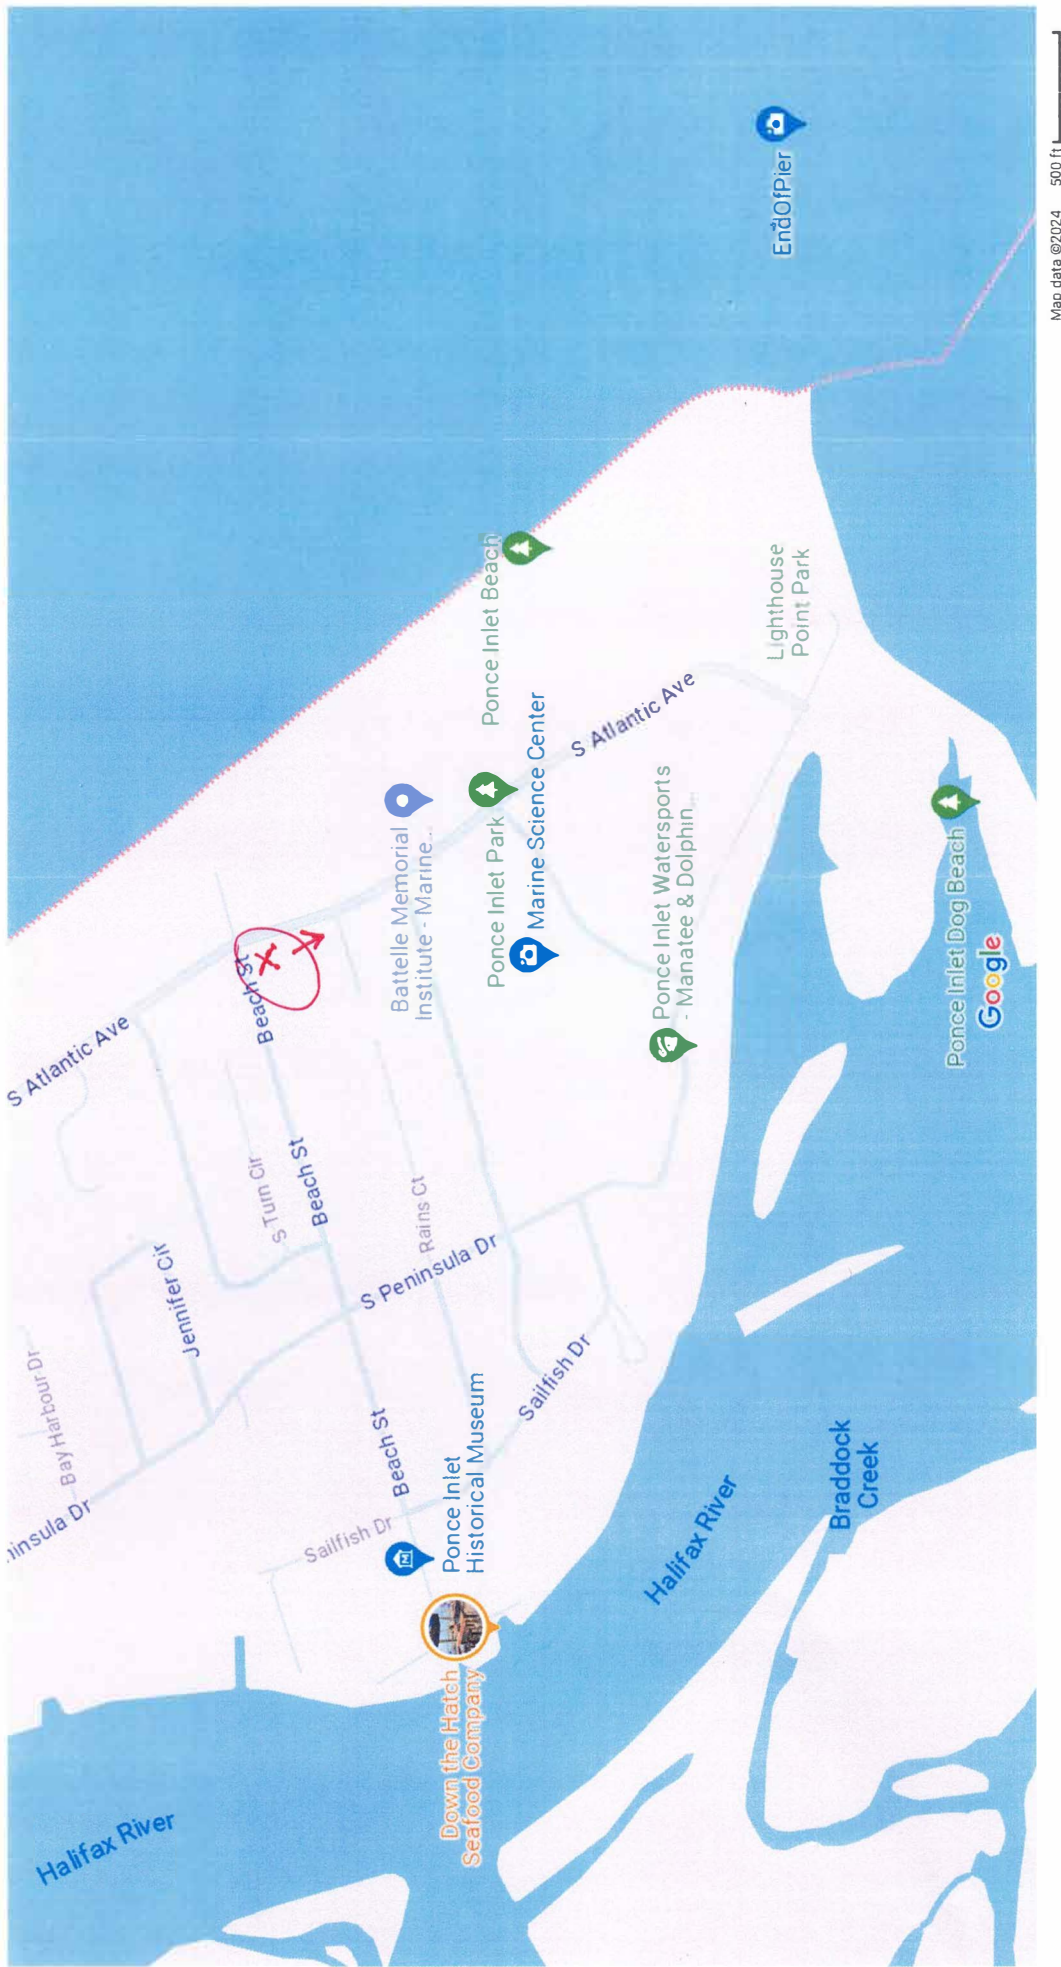 S Atlantic Ave
Bay Harbour Dr
Jennifer Cir
S Turn Cir
Beach St
Beach St
Beach St
Rains Ct
S Peninsula Dr
ninsula Dr
Sailfish Dr
Sailfish Dr
Halifax River
Halifax River
Down the Hatch
Seafood Company
Ponce Inlet
Historical Museum
Battelle Memorial
Institute - Marine...
Ponce Inlet Park
Marine Science Center
Ponce Inlet Beach
S Atlantic Ave
Ponce Inlet Watersports
- Manatee & Dolphin...
Lighthouse
Point Park
EndOfPier
Braddock
Creek
Ponce Inlet Dog Beach
Google
Map data ©2024 500 ft